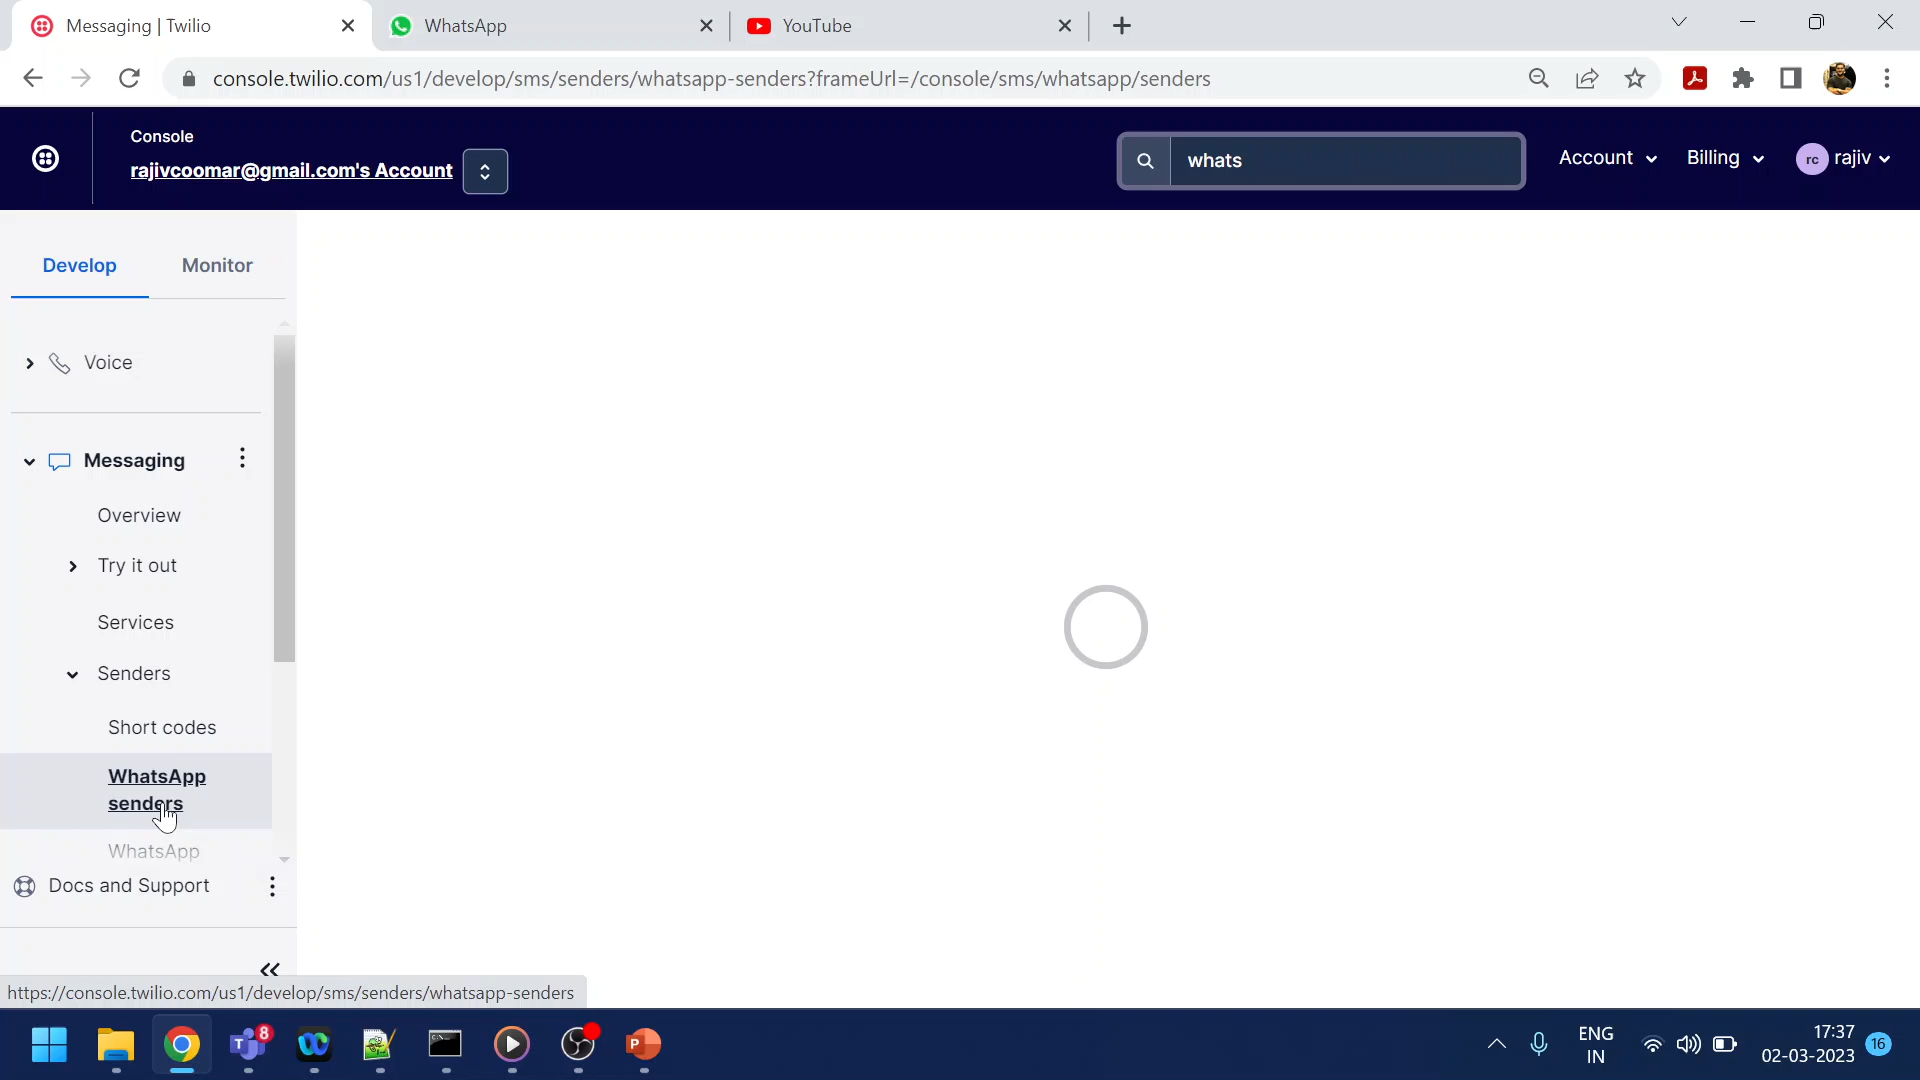 Messaging | Twilio
WhatsApp
YouTube
console.twilio.com/us1/develop/sms/senders/whatsapp-senders?frameUrl=/console/sms/whatsapp/senders
Console
rajivcoomar@gmail.com's Account
whats
Account
Billing
rc
rajiv
Develop
Monitor
Voice
Messaging
Overview
Try it out
Services
Senders
Short codes
WhatsApp
senders
WhatsApp
Docs and Support
https://console.twilio.com/us1/develop/sms/senders/whatsapp-senders
T
8
P
ENG
IN
17:37
02-03-2023
16